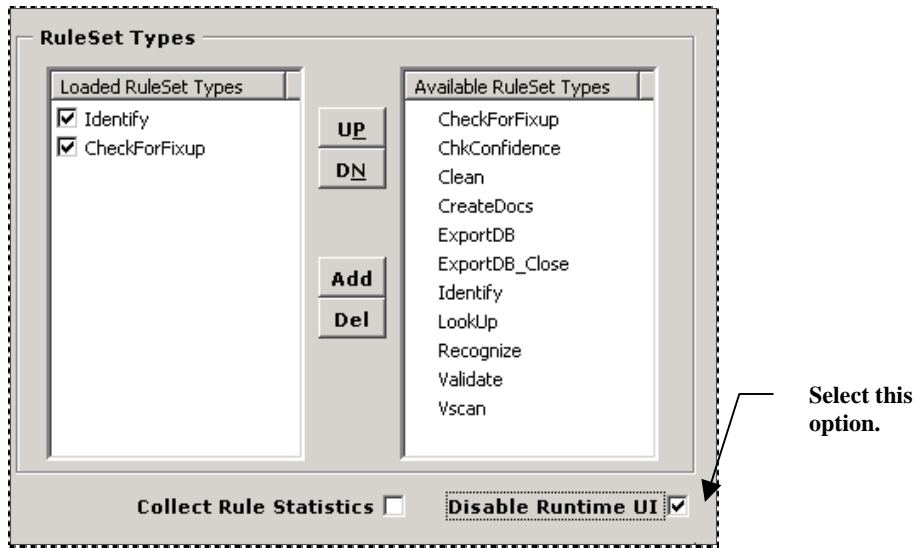 RuleSet Types
Loaded RuleSet Types
Identify
CheckForFixup
UP
DN
Add
Del
Available RuleSet Types
CheckForFixup
ChkConfidence
Clean
CreateDocs
ExportDB
ExportDB_Close
Identify
LookUp
Recognize
Validate
Vscan
Select this
option.
Collect Rule Statistics
Disable Runtime UI